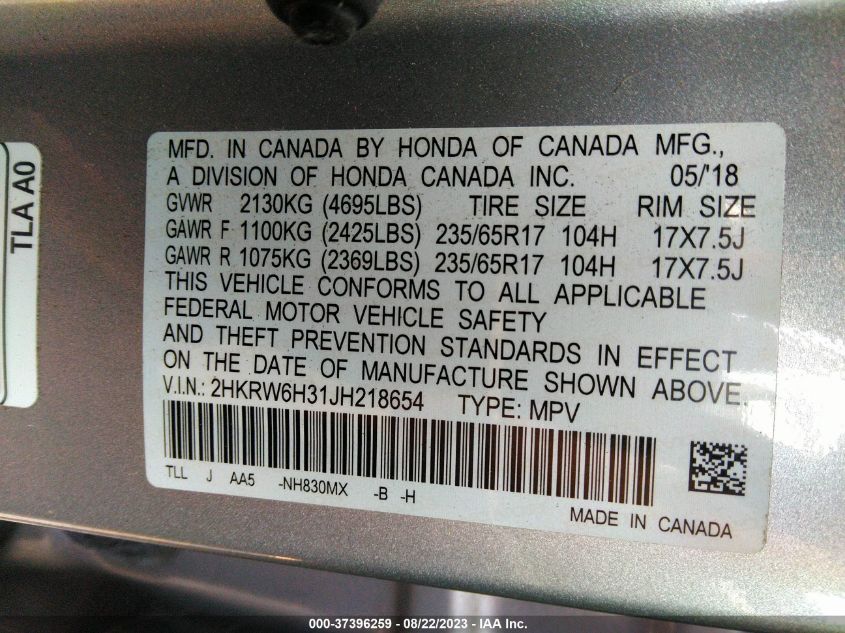 TLA A0
MFD. IN CANADA BY HONDA OF CANADA MFG.,
A DIVISION OF HONDA CANADA INC. 05/'18
GVWR 2130KG (4695LBS) TIRE SIZE RIM SIZE
GAWR F 1100KG (2425LBS) 235/65R17 104H 17X7.5J
GAWR R 1075KG (2369LBS) 235/65R17 104H 17X7.5J
THIS VEHICLE CONFORMS TO ALL APPLICABLE
FEDERAL MOTOR VEHICLE SAFETY
AND THEFT PREVENTION STANDARDS IN EFFECT
ON THE DATE OF MANUFACTURE SHOWN ABOVE.
V.I.N.: 2HKRW6H31JH218654 TYPE: MPV
TLL J AA5 -NH830MX -B -H
MADE IN CANADA
000-37396259 - 08/22/2023 - IAA Inc.